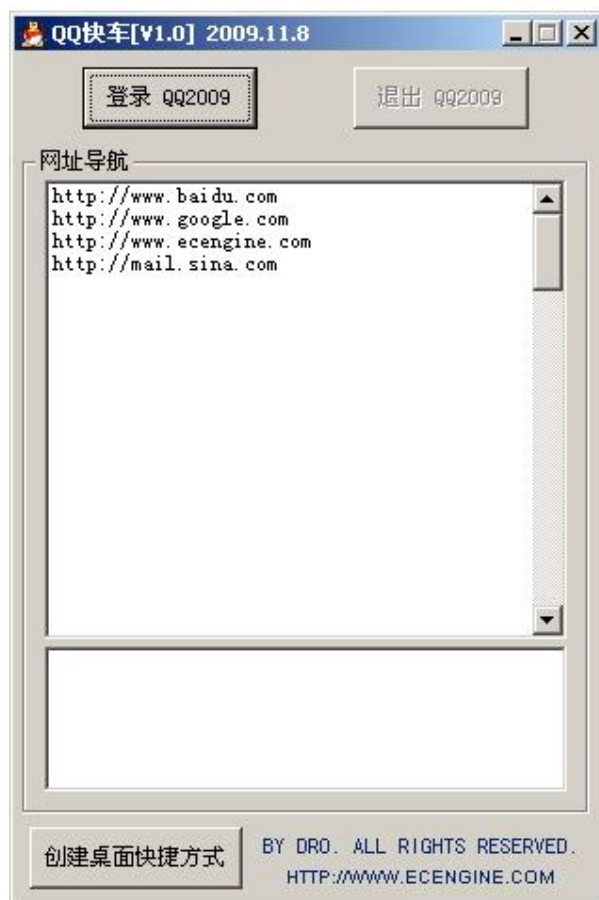 QQ快车[V1.0] 2009.11.8
登录 QQ2009
退出 QQ2009
网址导航
http://www.baidu.com
http://www.google.com
http://www.ecengine.com
http://mail.sina.com
创建桌面快捷方式
BY DRO. ALL RIGHTS RESERVED.
HTTP://WWW.ECENGINE.COM